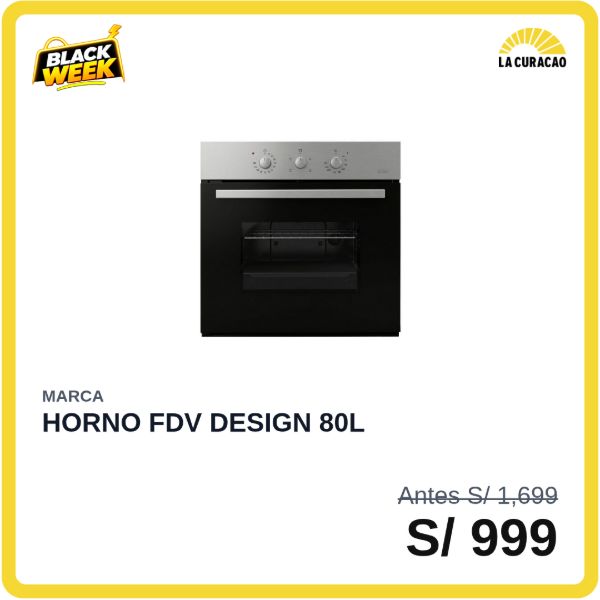 BLACK
WEEK
LA CURACAO
MARCA
HORNO FDV DESIGN 80L
Antes S/ 1,699
S/ 999